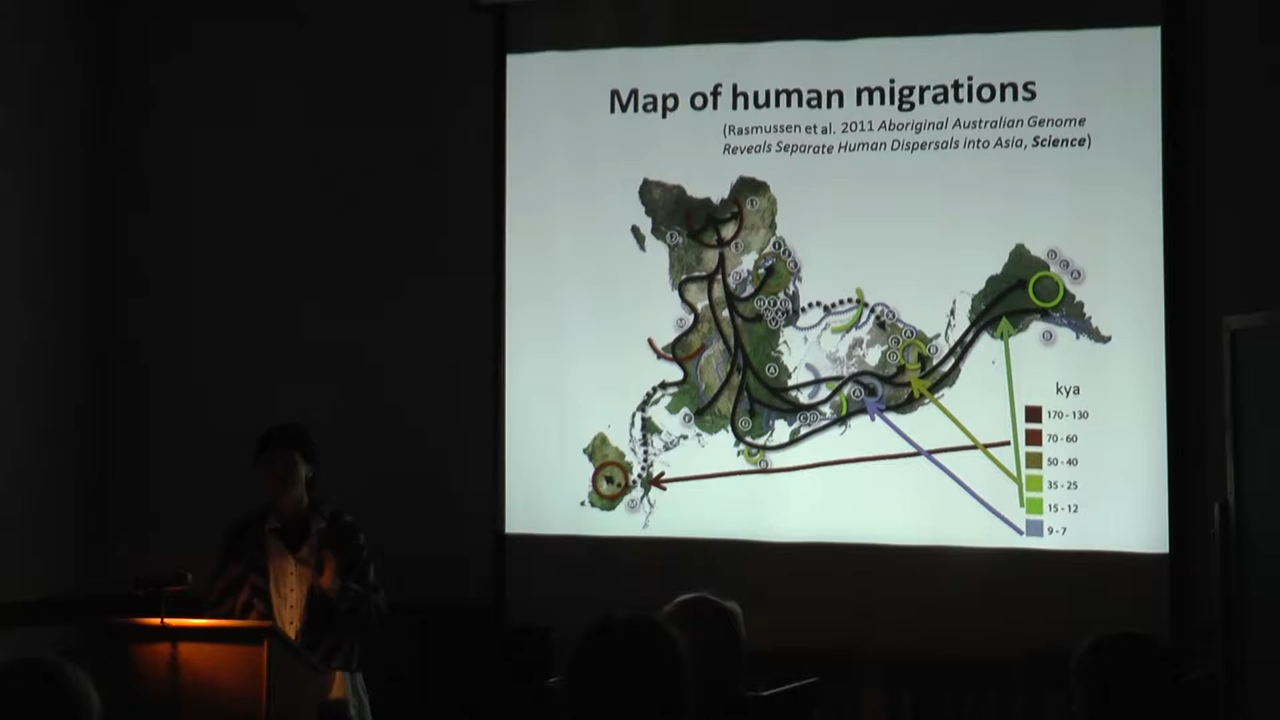 Map of human migrations
(Rasmussen et al. 2011 Aboriginal Australian Genome
Reveals Separate Human Dispersals into Asia, Science)
kya
170 - 130
70 - 60
50 - 40
35 - 25
15 - 12
9 - 7